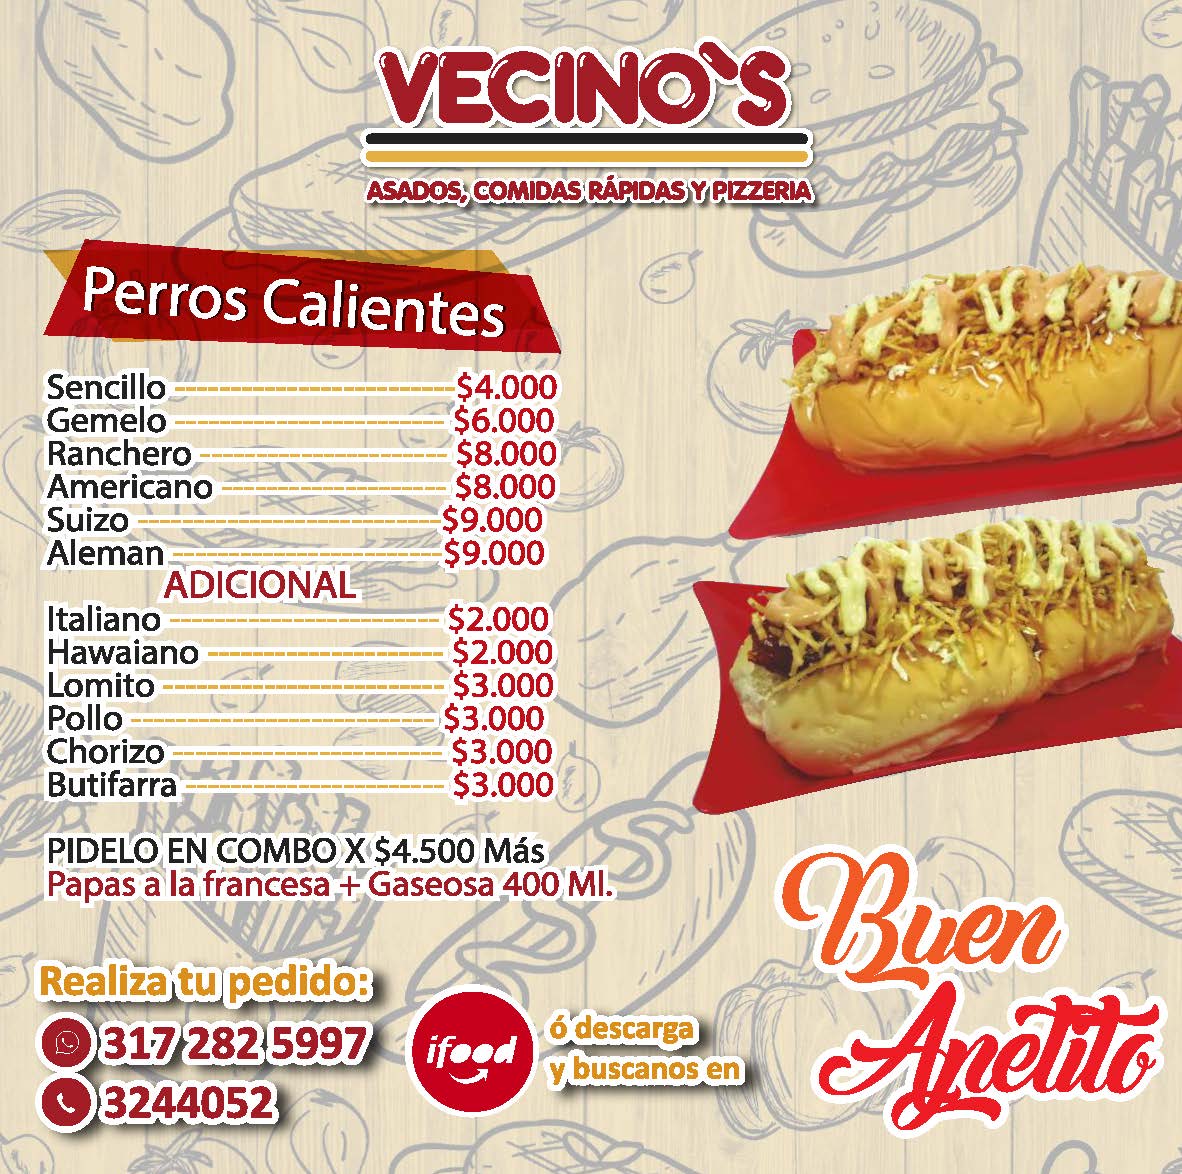 VECINO`S
ASADOS, COMIDAS RÁPIDAS Y PIZZERIA
Perros Calientes
Sencillo $4.000
Gemelo $6.000
Ranchero $8.000
Americano $8.000
Suizo $9.000
Aleman $9.000
ADICIONAL
Italiano $2.000
Hawaiano $2.000
Lomito $3.000
Pollo $3.000
Chorizo $3.000
Butifarra $3.000
PIDELO EN COMBO X $4.500 Más
Papas a la francesa + Gaseosa 400 Ml.
Realiza tu pedido:
317 282 5997
3244052
ifood
ó descarga
y buscanos en
Buen
Apetito